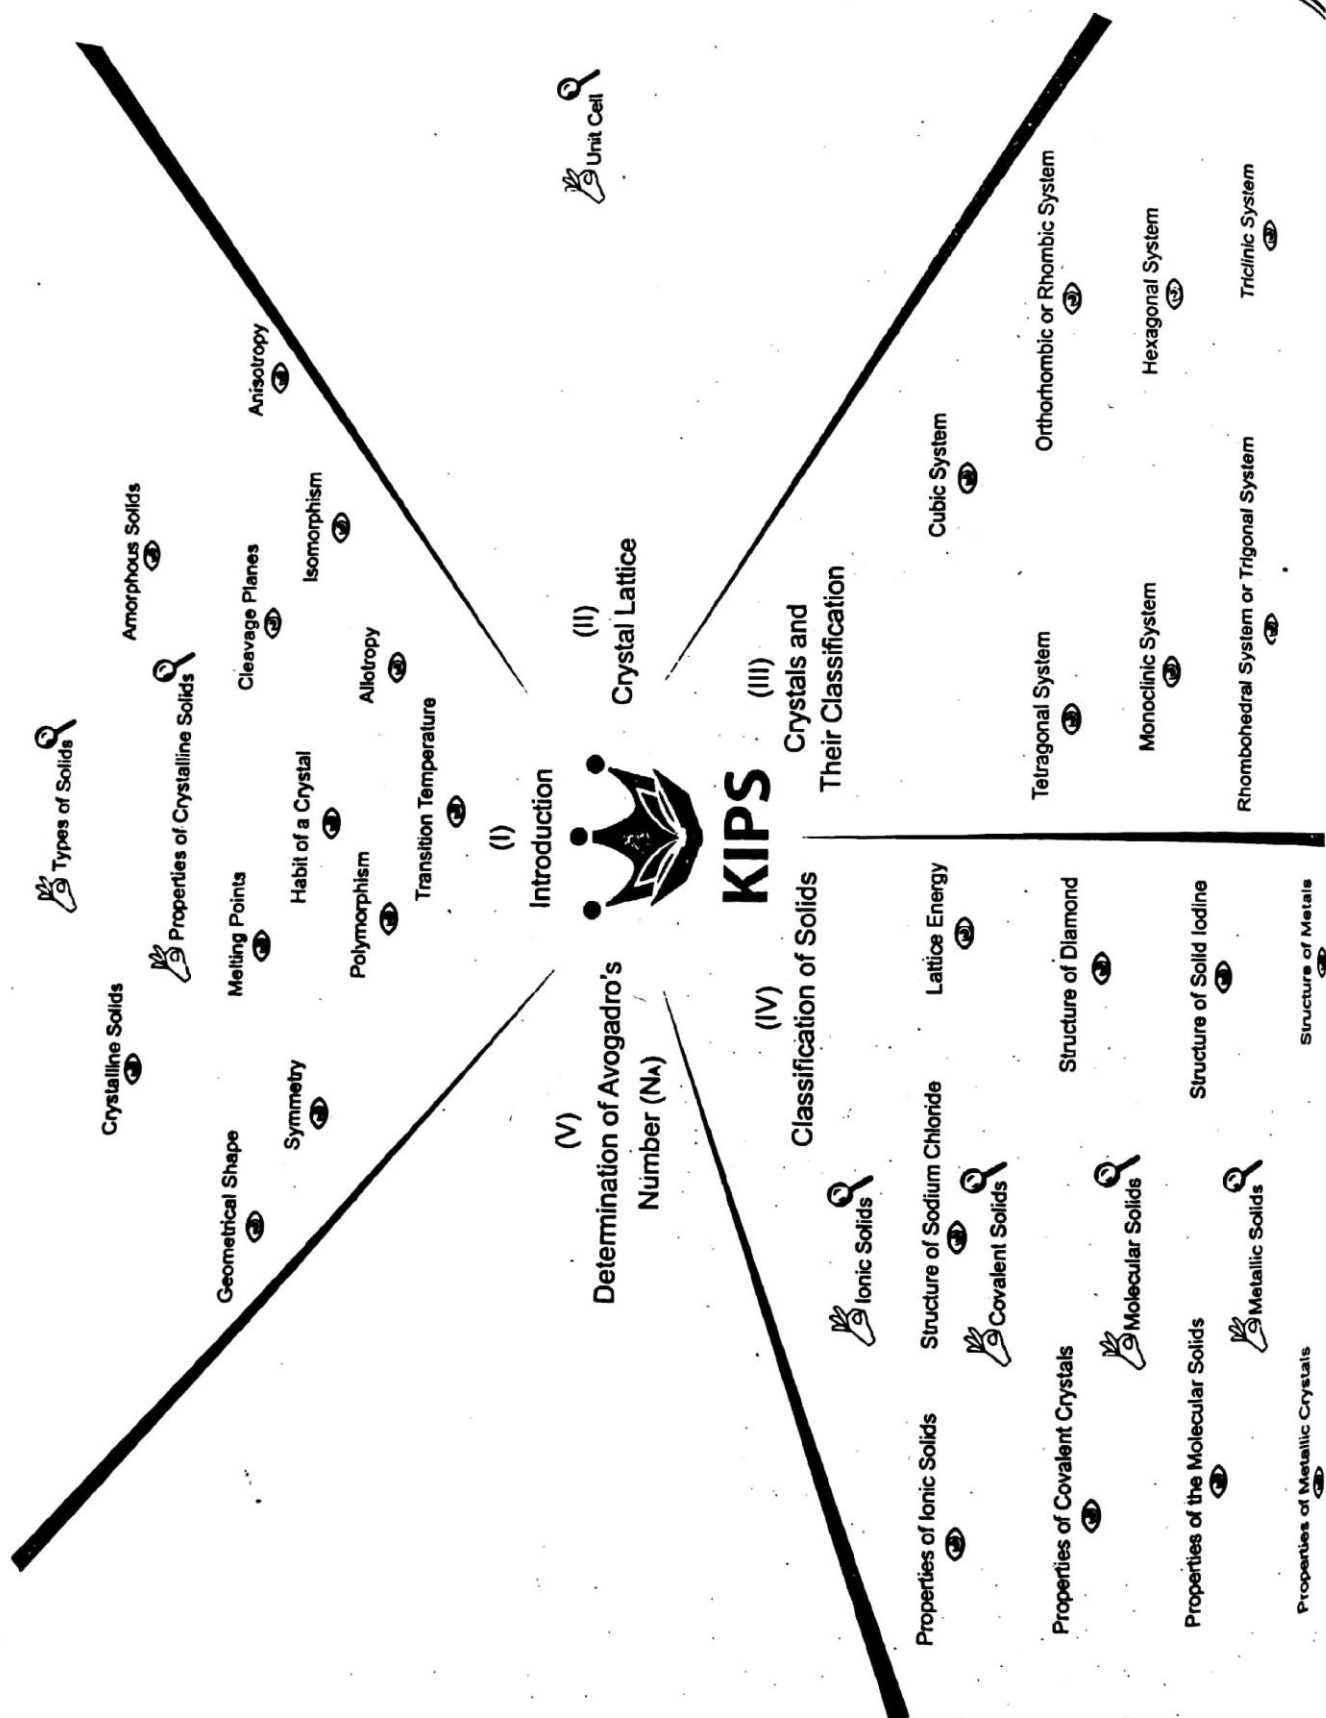 Types of Solids
Crystalline Solids
Amorphous Solids
Properties of Crystalline Solids
Geometrical Shape
Melting Points
Cleavage Planes
Anisotropy
Symmetry
Habit of a Crystal
Isomorphism
Polymorphism
Allotropy
Transition Temperature
(I)
Introduction
(II)
Crystal Lattice
Unit Cell
(V)
Determination of Avogadro's
Number (NA)
KIPS
(III)
Crystals and
Their Classification
Cubic System
Tetragonal System
Orthorhombic or Rhombic System
Monoclinic System
Hexagonal System
Rhombohedral System or Trigonal System
Triclinic System
(IV)
Classification of Solids
Ionic Solids
Properties of Ionic Solids
Structure of Sodium Chloride
Lattice Energy
Covalent Solids
Properties of Covalent Crystals
Structure of Diamond
Molecular Solids
Properties of the Molecular Solids
Structure of Solid Iodine
Metallic Solids
Properties of Metallic Crystals
Structure of Metals